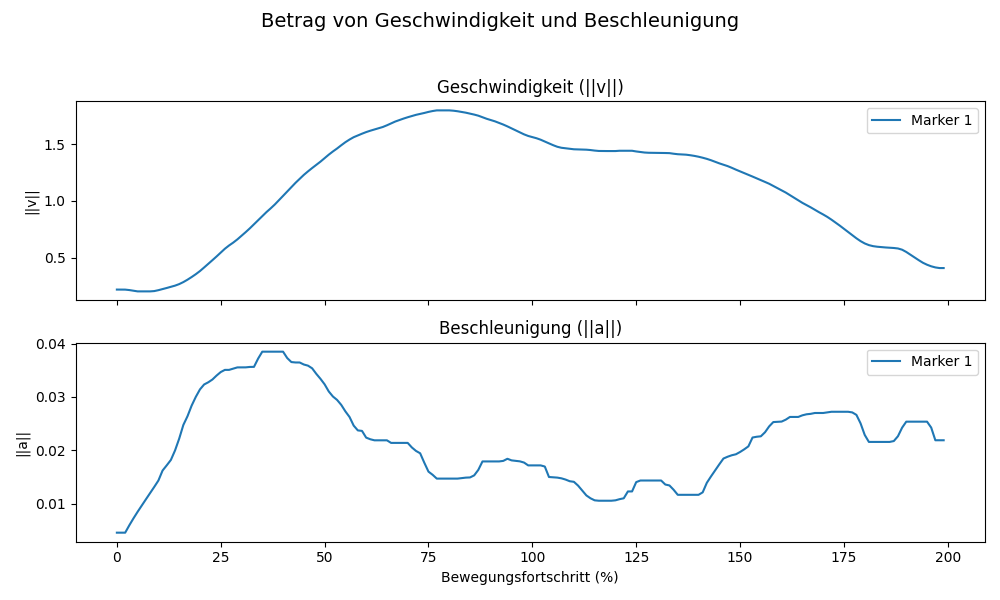 Betrag von Geschwindigkeit und Beschleunigung
Geschwindigkeit (||v||)
Marker 1
1.5
1.0
0.5
||v||
Beschleunigung (||a||)
Marker 1
0.04
0.03
0.02
0.01
||a||
0 25 50 75 100 125 150 175 200
Bewegungsfortschritt (%)